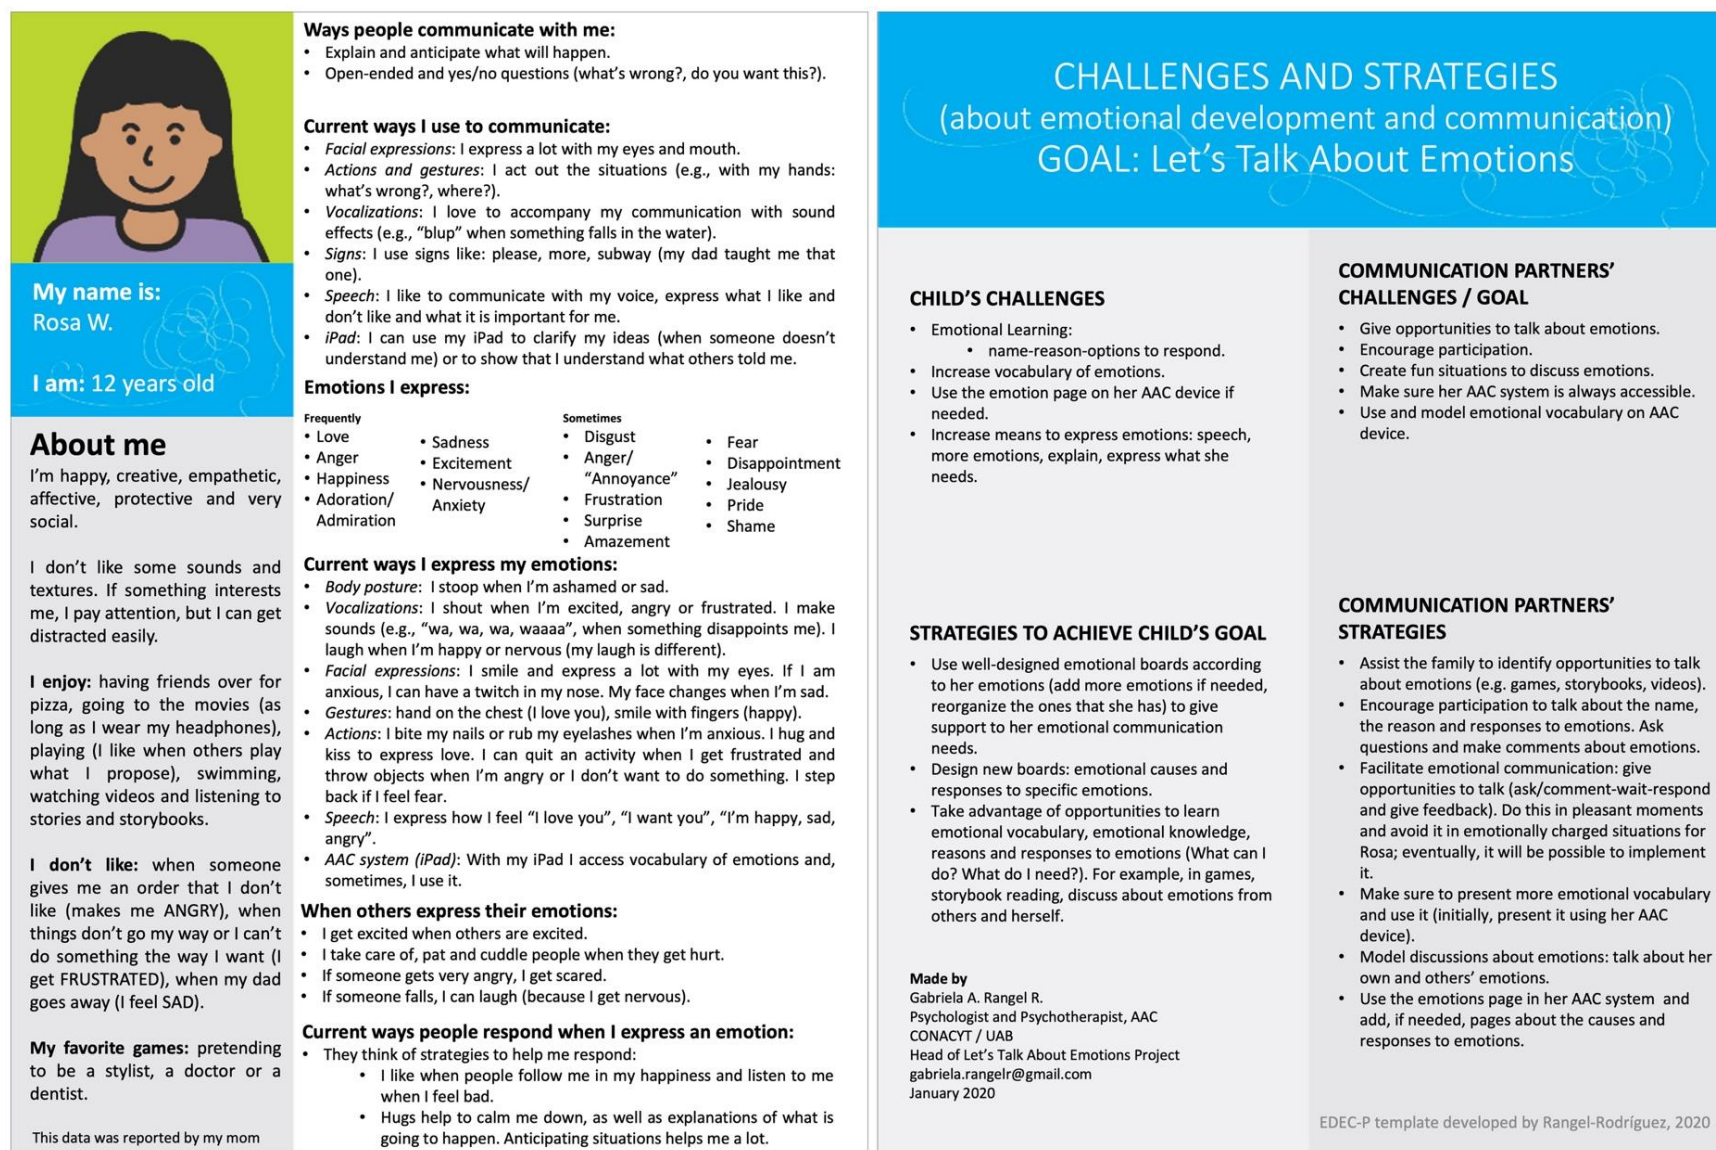 My name is:
Rosa W.
I am: 12 years old
About me
I'm happy, creative, empathetic,
affective, protective and very
social.
I don't like some sounds and
textures. If something interests
me, I pay attention, but I can get
distracted easily.
I enjoy: having friends over for
pizza, going to the movies (as
long as I wear my headphones),
playing (I like when others play
what I propose), swimming,
watching videos and listening to
stories and storybooks.
I don't like: when someone
gives me an order that I don't
like (makes me ANGRY), when
things don't go my way or I can't
do something the way I want (I
get FRUSTRATED), when my dad
goes away (I feel SAD).
My favorite games: pretending
to be a stylist, a doctor or a
dentist.
This data was reported by my mom
Ways people communicate with me:
• Explain and anticipate what will happen.
• Open-ended and yes/no questions (what's wrong?, do you want this?).
Current ways I use to communicate:
• Facial expressions: I express a lot with my eyes and mouth.
• Actions and gestures: I act out the situations (e.g., with my hands:
what's wrong?, where?).
• Vocalizations: I love to accompany my communication with sound
effects (e.g., "blup" when something falls in the water).
• Signs: I use signs like: please, more, subway (my dad taught me that
one).
• Speech: I like to communicate with my voice, express what I like and
don't like and what it is important for me.
• iPad: I can use my iPad to clarify my ideas (when someone doesn't
understand me) or to show that I understand what others told me.
Emotions I express:
Frequently
• Love
• Anger
• Happiness
• Adoration/
Admiration
• Sadness
• Excitement
• Nervousness/
Anxiety
Sometimes
• Disgust
• Anger/
"Annoyance"
• Frustration
• Surprise
• Amazement
• Fear
• Disappointment
• Jealousy
• Pride
• Shame
Current ways I express my emotions:
• Body posture: I stoop when I'm ashamed or sad.
• Vocalizations: I shout when I'm excited, angry or frustrated. I make
sounds (e.g., "wa, wa, wa, waaaa", when something disappoints me). I
laugh when I'm happy or nervous (my laugh is different).
• Facial expressions: I smile and express a lot with my eyes. If I am
anxious, I can have a twitch in my nose. My face changes when I'm sad.
• Gestures: hand on the chest (I love you), smile with fingers (happy).
• Actions: I bite my nails or rub my eyelashes when I'm anxious. I hug and
kiss to express love. I can quit an activity when I get frustrated and
throw objects when I'm angry or I don't want to do something. I step
back if I feel fear.
• Speech: I express how I feel "I love you", "I want you", "I'm happy, sad,
angry".
• AAC system (iPad): With my iPad I access vocabulary of emotions and,
sometimes, I use it.
When others express their emotions:
• I get excited when others are excited.
• I take care of, pat and cuddle people when they get hurt.
• If someone gets very angry, I get scared.
• If someone falls, I can laugh (because I get nervous).
Current ways people respond when I express an emotion:
• They think of strategies to help me respond:
• I like when people follow me in my happiness and listen to me
when I feel bad.
• Hugs help to calm me down, as well as explanations of what is
going to happen. Anticipating situations helps me a lot.
CHALLENGES AND STRATEGIES
(about emotional development and communication)
GOAL: Let's Talk About Emotions
CHILD'S CHALLENGES
• Emotional Learning:
• name-reason-options to respond.
• Increase vocabulary of emotions.
• Use the emotion page on her AAC device if
needed.
• Increase means to express emotions: speech,
more emotions, explain, express what she
needs.
STRATEGIES TO ACHIEVE CHILD'S GOAL
• Use well-designed emotional boards according
to her emotions (add more emotions if needed,
reorganize the ones that she has) to give
support to her emotional communication
needs.
• Design new boards: emotional causes and
responses to specific emotions.
• Take advantage of opportunities to learn
emotional vocabulary, emotional knowledge,
reasons and responses to emotions (What can I
do? What do I need?). For example, in games,
storybook reading, discuss about emotions from
others and herself.
Made by
Gabriela A. Rangel R.
Psychologist and Psychotherapist, AAC
CONACYT / UAB
Head of Let's Talk About Emotions Project
gabriela.rangelr@gmail.com
January 2020
COMMUNICATION PARTNERS'
CHALLENGES / GOAL
• Give opportunities to talk about emotions.
• Encourage participation.
• Create fun situations to discuss emotions.
• Make sure her AAC system is always accessible.
• Use and model emotional vocabulary on AAC
device.
COMMUNICATION PARTNERS'
STRATEGIES
• Assist the family to identify opportunities to talk
about emotions (e.g. games, storybooks, videos).
• Encourage participation to talk about the name,
the reason and responses to emotions. Ask
questions and make comments about emotions.
• Facilitate emotional communication: give
opportunities to talk (ask/comment-wait-respond
and give feedback). Do this in pleasant moments
and avoid it in emotionally charged situations for
Rosa; eventually, it will be possible to implement
it.
• Make sure to present more emotional vocabulary
and use it (initially, present it using her AAC
device).
• Model discussions about emotions: talk about her
own and others' emotions.
• Use the emotions page in her AAC system and
add, if needed, pages about the causes and
responses to emotions.
EDEC-P template developed by Rangel-Rodríguez, 2020